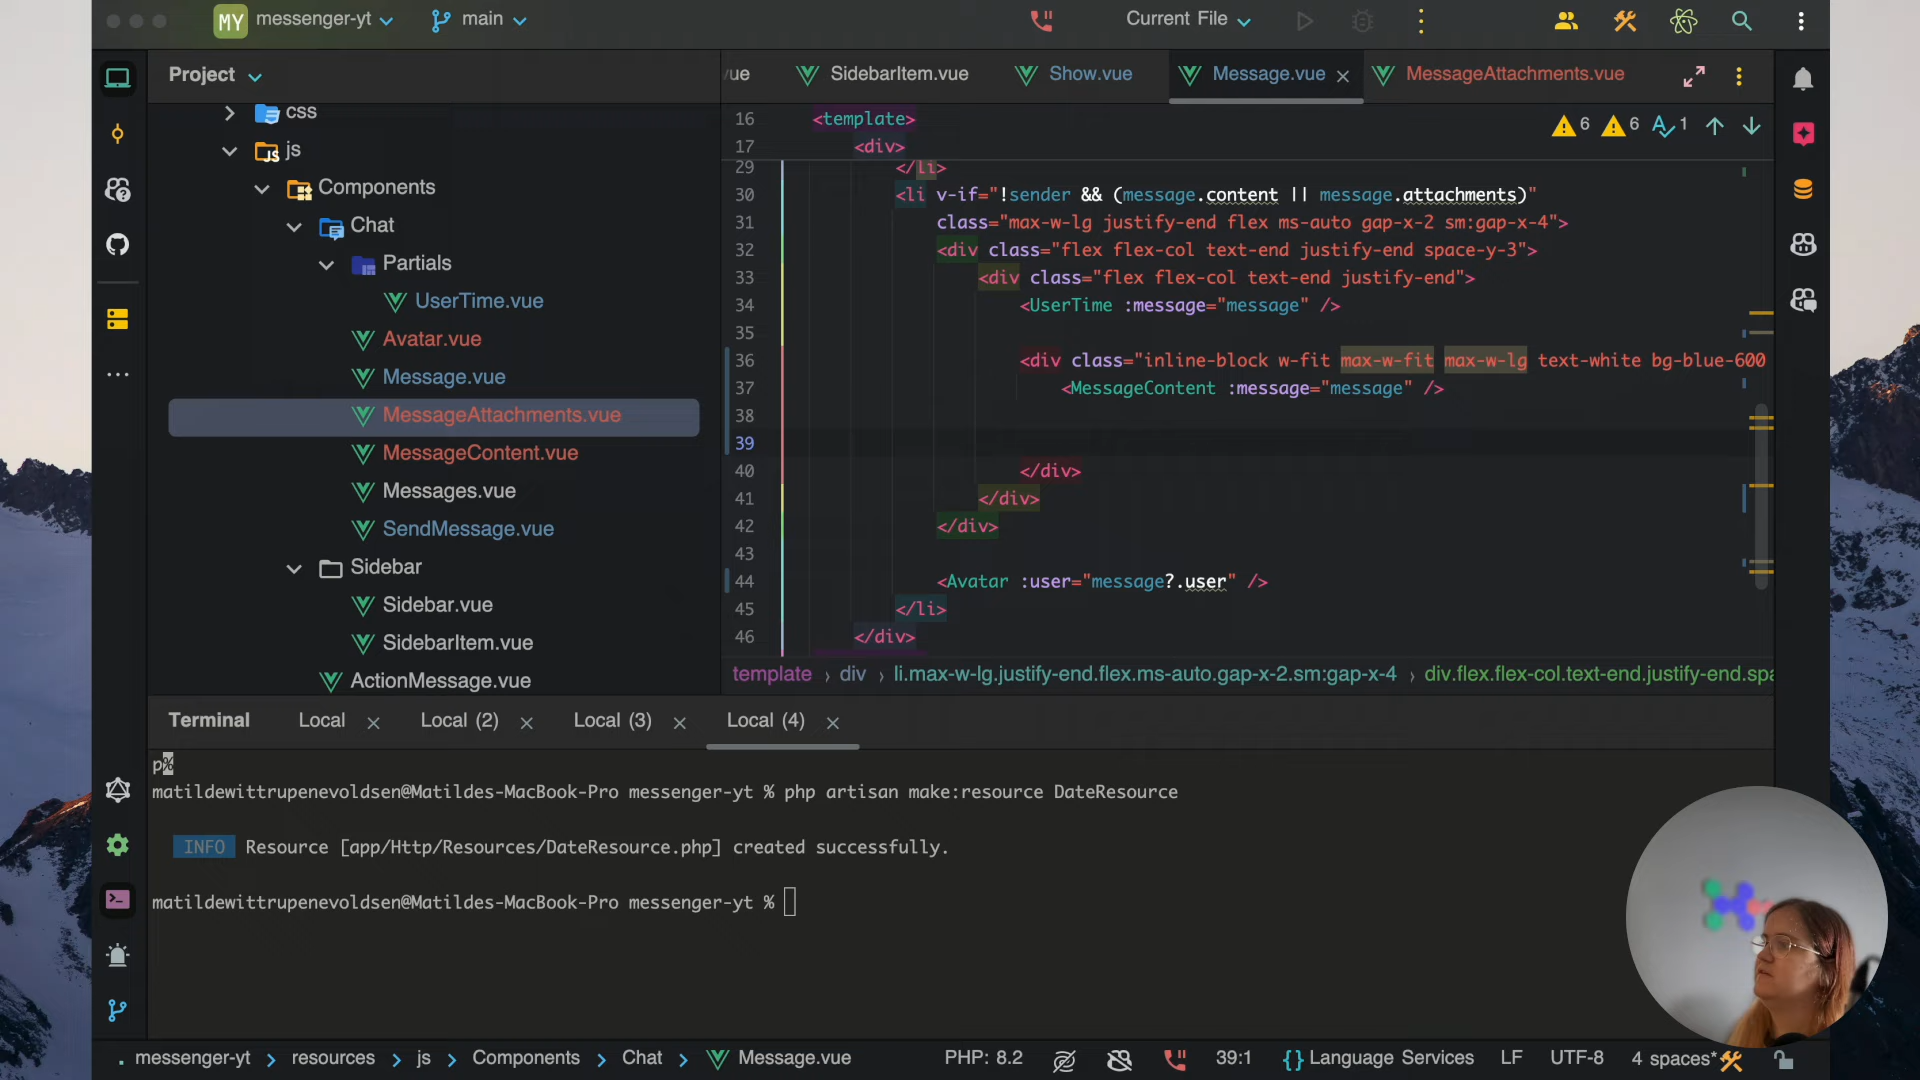 MY messenger-yt main Current File
Project
ue SidebarItem.vue Show.vue Message.vue MessageAttachments.vue
css
js
Components
Chat
Partials
UserTime.vue
Avatar.vue
Message.vue
MessageAttachments.vue
MessageContent.vue
Messages.vue
SendMessage.vue
Sidebar
Sidebar.vue
SidebarItem.vue
ActionMessage.vue
6 6 1
16 <template>
17 <div>
29 </li>
30 <li v-if="!sender && (message.content || message.attachments)"
31 class="max-w-lg justify-end flex ms-auto gap-x-2 sm:gap-x-4">
32 <div class="flex flex-col text-end justify-end space-y-3">
33 <div class="flex flex-col text-end justify-end">
34 <UserTime :message="message" />
35
36 <div class="inline-block w-fit max-w-fit max-w-lg text-white bg-blue-600
37 <MessageContent :message="message" />
38
39
40 </div>
41 </div>
42 </div>
43
44 <Avatar :user="message?.user" />
45 </li>
46 </div>
template › div › li.max-w-lg.justify-end.flex.ms-auto.gap-x-2.sm:gap-x-4 › div.flex.flex-col.text-end.justify-end.spa
Terminal Local Local (2) Local (3) Local (4)
p%
matildewittrupenevoldsen@Matildes-MacBook-Pro messenger-yt % php artisan make:resource DateResource
INFO Resource [app/Http/Resources/DateResource.php] created successfully.
matildewittrupenevoldsen@Matildes-MacBook-Pro messenger-yt %
messenger-yt › resources › js › Components › Chat › Message.vue PHP: 8.2 39:1 {} Language Services LF UTF-8 4 spaces*